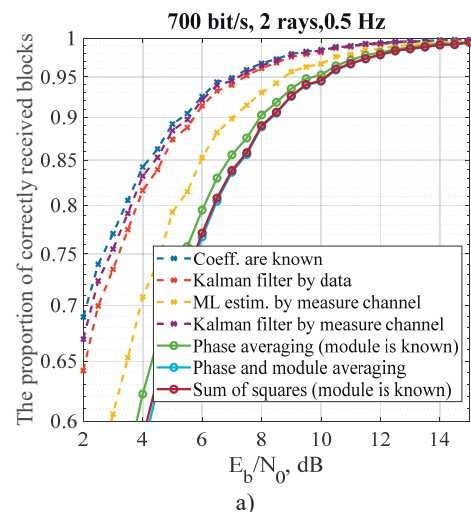 700 bit/s, 2 rays,0.5 Hz
The proportion of correctly received blocks
1
0.95
0.9
0.85
0.8
0.75
0.7
0.65
0.6
Coeff. are known
Kalman filter by data
ML estim. by measure channel
Kalman filter by measure channel
Phase averaging (module is known)
Phase and module averaging
Sum of squares (module is known)
2 4 6 8 10 12 14
E_b/N_0, dB
a)